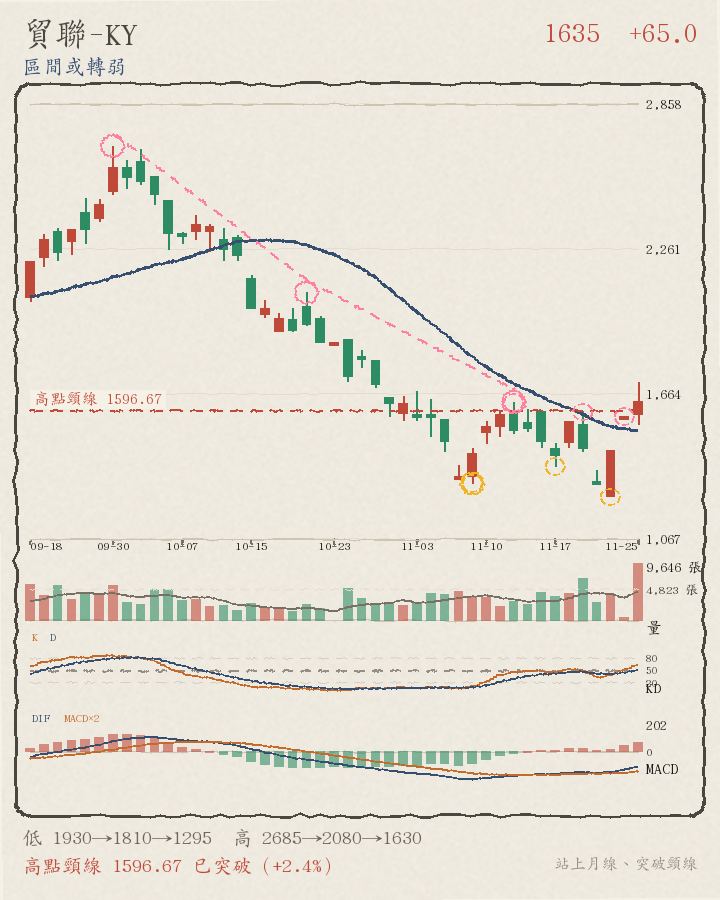 貿聯-KY
1635 +65.0
區間或轉弱
2,858
2,261
高點頸線 1596.67
1,664
1,067
09-18 09-30 10-07 10-15 10-23 11-03 11-10 11-17 11-25
9,646 張
4,823 張
量
K D
80
50
20
KD
DIF MACD×2
202
0
MACD
低 1930→1810→1295 高 2685→2080→1630
高點頸線 1596.67 已突破 (+2.4%)
站上月線、突破頸線